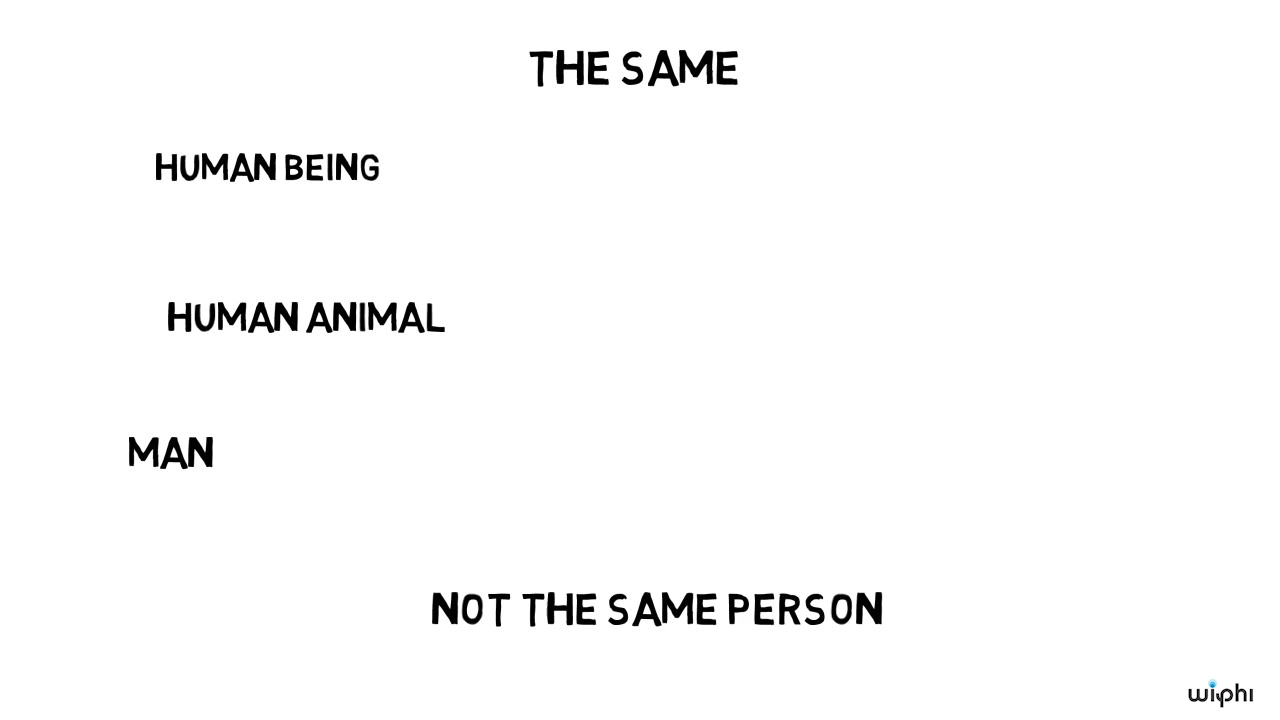 THE SAME
HUMAN BEING
HUMAN ANIMAL
MAN
NOT THE SAME PERSON
wiphi